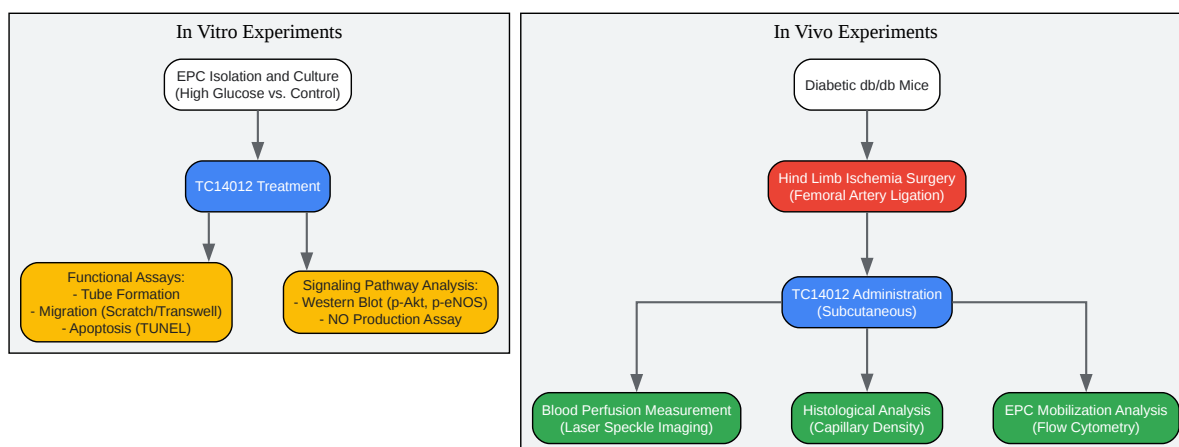 In Vitro Experiments
EPC Isolation and Culture
(High Glucose vs. Control)
TC14012 Treatment
Functional Assays:
- Tube Formation
- Migration (Scratch/Transwell)
- Apoptosis (TUNEL)
Signaling Pathway Analysis:
- Western Blot (p-Akt, p-eNOS)
- NO Production Assay
In Vivo Experiments
Diabetic db/db Mice
Hind Limb Ischemia Surgery
(Femoral Artery Ligation)
TC14012 Administration
(Subcutaneous)
Blood Perfusion Measurement
(Laser Speckle Imaging)
Histological Analysis
(Capillary Density)
EPC Mobilization Analysis
(Flow Cytometry)